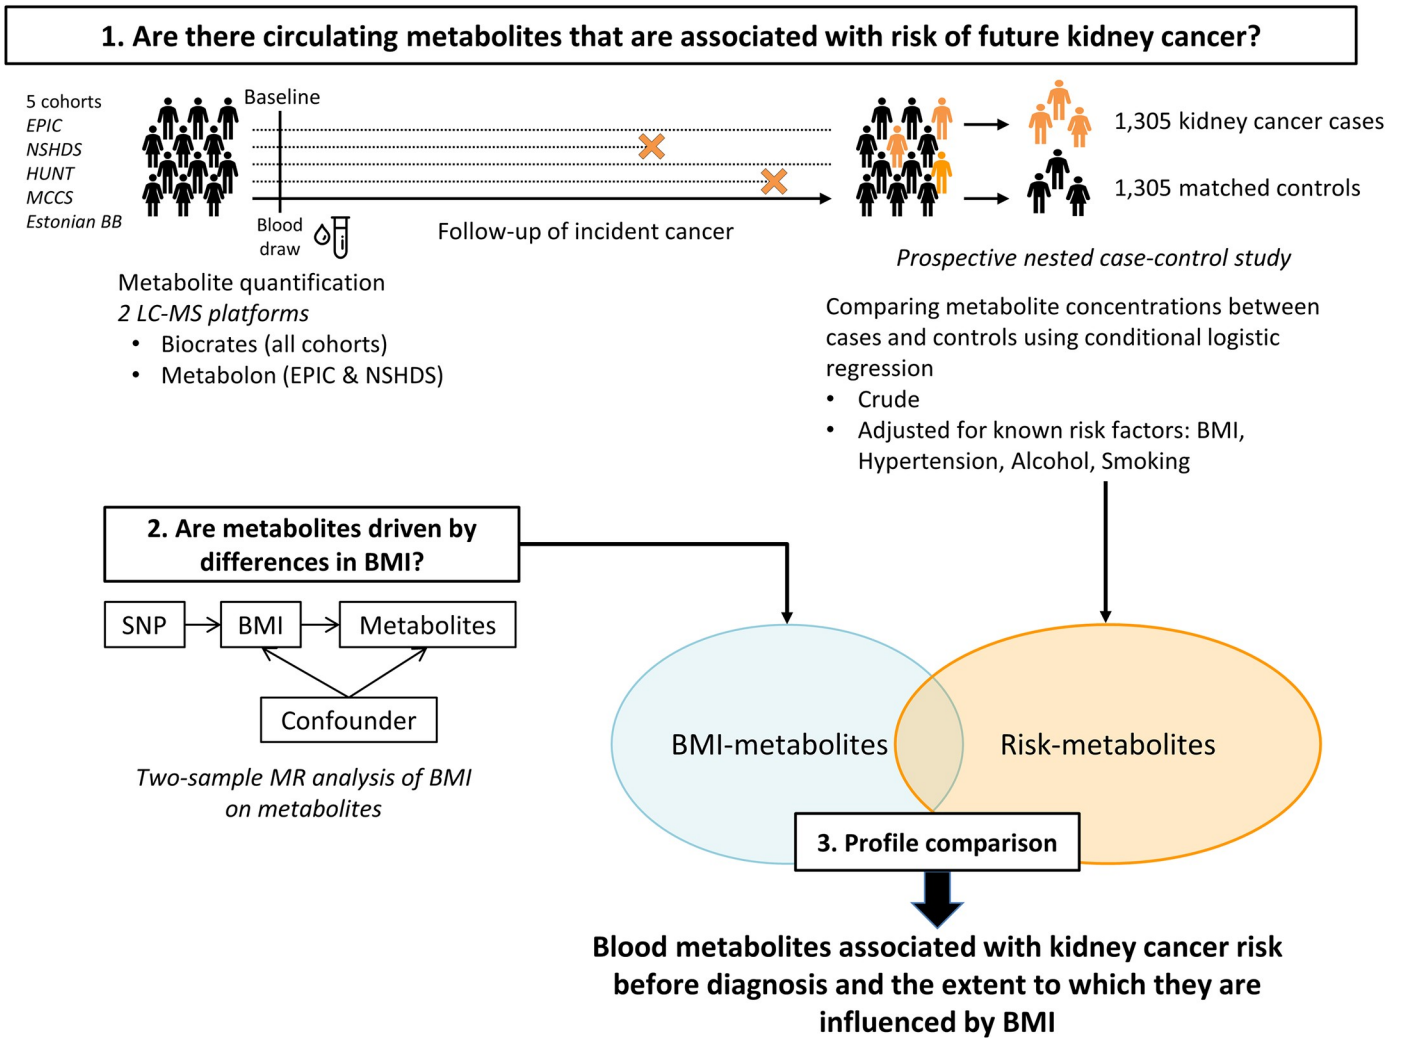 1. Are there circulating metabolites that are associated with risk of future kidney cancer?
5 cohorts
EPIC
NSHDS
HUNT
MCCS
Estonian BB
Baseline
Blood
draw
Follow-up of incident cancer
1,305 kidney cancer cases
1,305 matched controls
Prospective nested case-control study
Metabolite quantification
2 LC-MS platforms
• Biocrates (all cohorts)
• Metabolon (EPIC & NSHDS)
Comparing metabolite concentrations between
cases and controls using conditional logistic
regression
• Crude
• Adjusted for known risk factors: BMI,
Hypertension, Alcohol, Smoking
2. Are metabolites driven by
differences in BMI?
SNP
BMI
Metabolites
Confounder
Two-sample MR analysis of BMI
on metabolites
BMI-metabolites
Risk-metabolites
3. Profile comparison
Blood metabolites associated with kidney cancer risk
before diagnosis and the extent to which they are
influenced by BMI